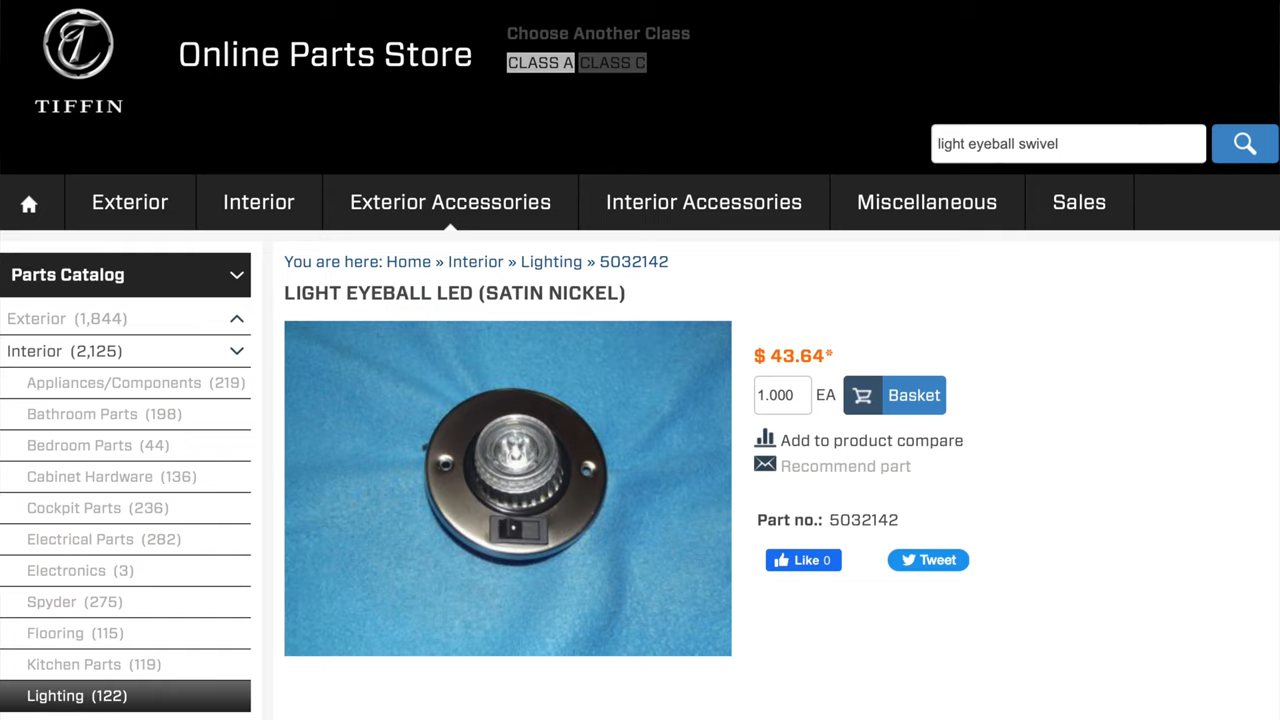 TIFFIN
Online Parts Store
Choose Another Class
CLASS A CLASS C
light eyeball swivel
Exterior Interior Exterior Accessories Interior Accessories Miscellaneous Sales
Parts Catalog
Exterior (1,844)
Interior (2,125)
Appliances/Components (219)
Bathroom Parts (198)
Bedroom Parts (44)
Cabinet Hardware (136)
Cockpit Parts (236)
Electrical Parts (282)
Electronics (3)
Spyder (275)
Flooring (115)
Kitchen Parts (119)
Lighting (122)
You are here: Home » Interior » Lighting » 5032142
LIGHT EYEBALL LED (SATIN NICKEL)
$ 43.64*
1.000 EA Basket
Add to product compare
Recommend part
Part no.: 5032142
Like 0 Tweet